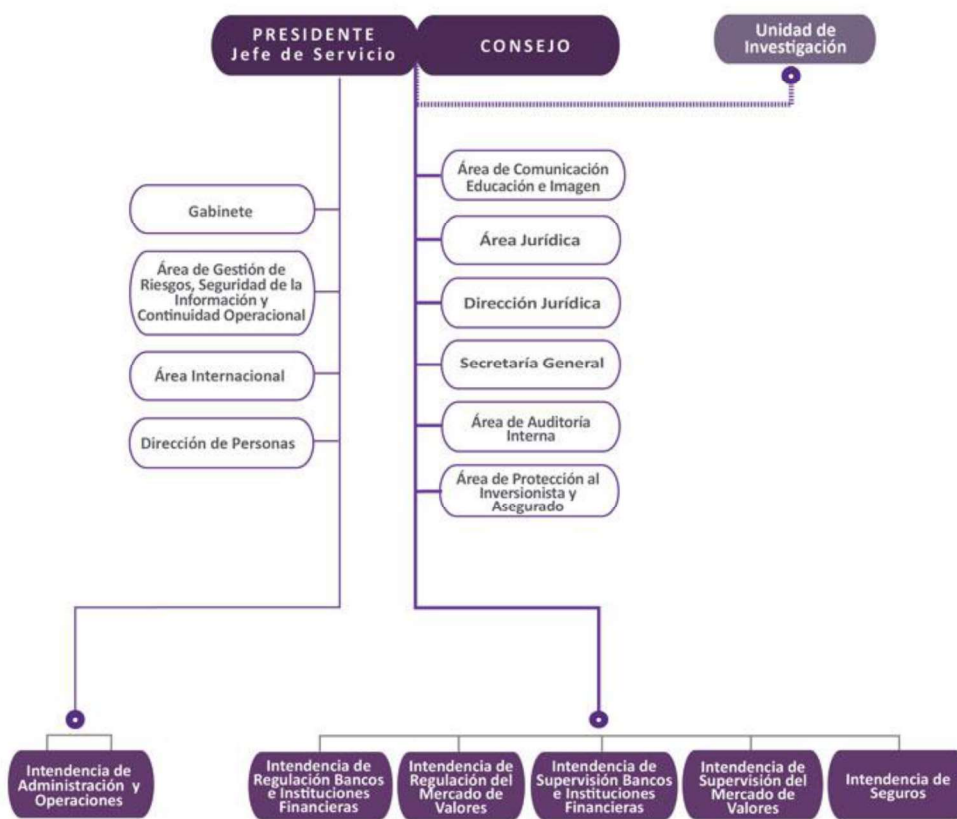 PRESIDENTE
Jefe de Servicio
CONSEJO
Unidad de
Investigación
Gabinete
Área de Gestión de
Riesgos, Seguridad de la
Información y
Continuidad Operacional
Área Internacional
Dirección de Personas
Área de Comunicación
Educación e Imagen
Área Jurídica
Dirección Jurídica
Secretaría General
Área de Auditoría
Interna
Área de Protección al
Inversionista y
Asegurado
Intendencia de
Administración y
Operaciones
Intendencia de
Regulación Bancos
e Instituciones
Financieras
Intendencia de
Regulación del
Mercado de
Valores
Intendencia de
Supervisión Bancos
e Instituciones
Financieras
Intendencia de
Supervisión del
Mercado de
Valores
Intendencia de
Seguros